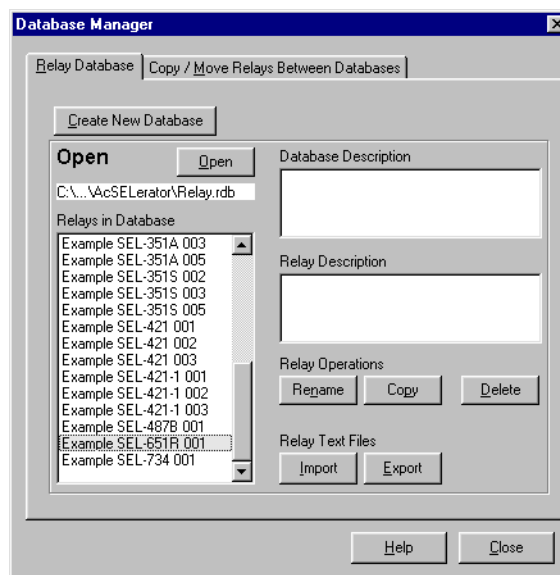 Database Manager
Relay Database
Copy / Move Relays Between Databases
Create New Database
Open
Open
C:\...\AcSELerator\Relay.rdb
Relays in Database
Example SEL-351A 003
Example SEL-351A 005
Example SEL-351S 002
Example SEL-351S 003
Example SEL-351S 005
Example SEL-421 001
Example SEL-421 002
Example SEL-421 003
Example SEL-421-1 001
Example SEL-421-1 002
Example SEL-421-1 003
Example SEL-487B 001
Example SEL-651R 001
Example SEL-734 001
Database Description
Relay Description
Relay Operations
Rename
Copy
Delete
Relay Text Files
Import
Export
Help
Close